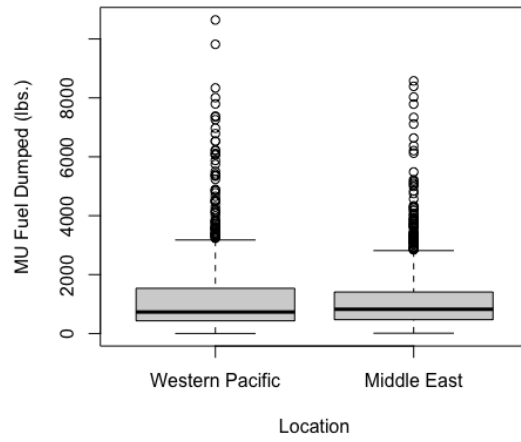 MU Fuel Dumped (lbs.)
8000
6000
4000
2000
0
Western Pacific
Middle East
Location